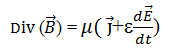 Div (B⃗) = μ( J⃗+ε dE⃗/dt)